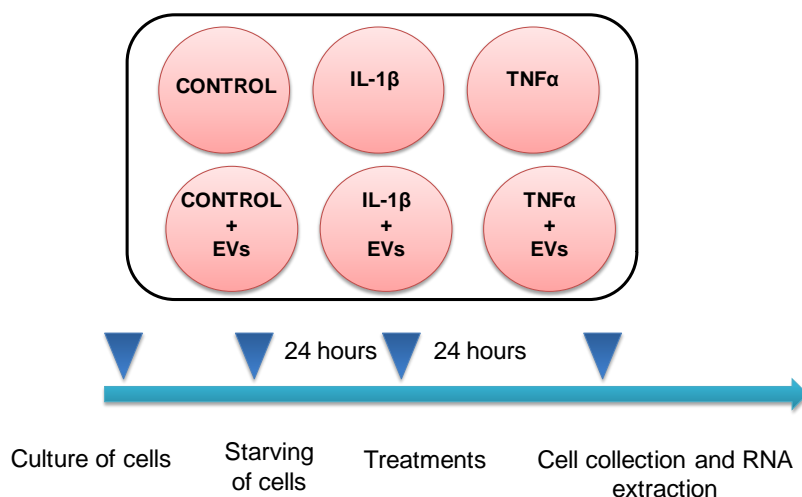 CONTROL
IL-1β
TNFα
CONTROL
+
EVs
IL-1β
+
EVs
TNFα
+
EVs
24 hours
24 hours
Culture of cells
Starving
of cells
Treatments
Cell collection and RNA
extraction